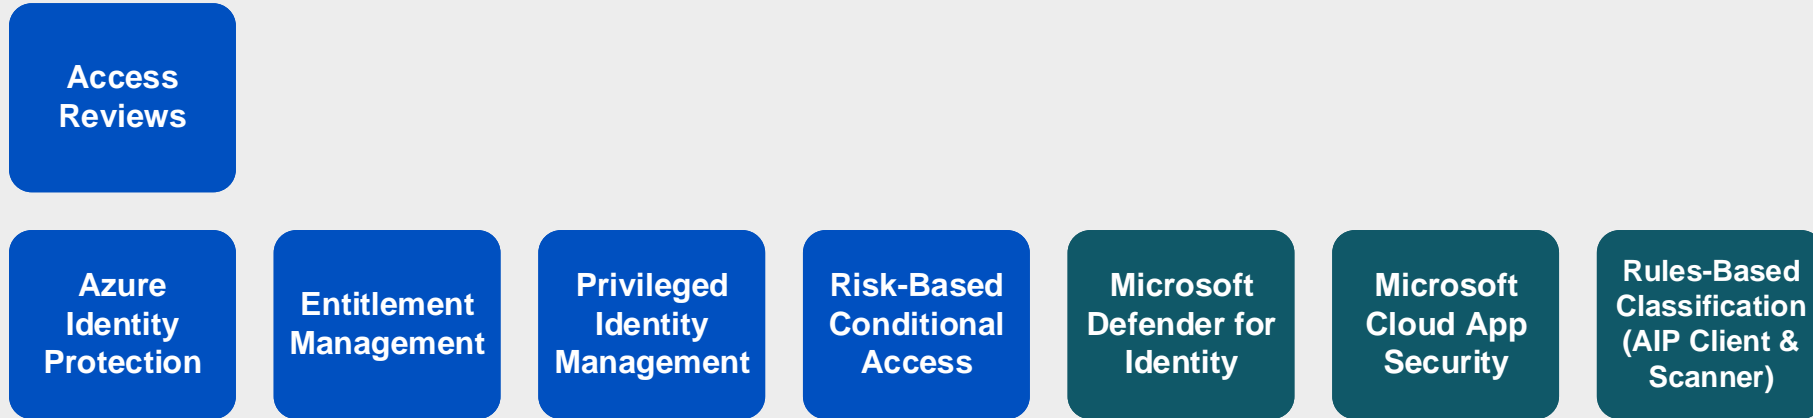 Access
Reviews
Azure
Identity
Protection
Entitlement
Management
Privileged
Identity
Management
Risk-Based
Conditional
Access
Microsoft
Defender for
Identity
Microsoft
Cloud App
Security
Rules-Based
Classification
(AIP Client &
Scanner)